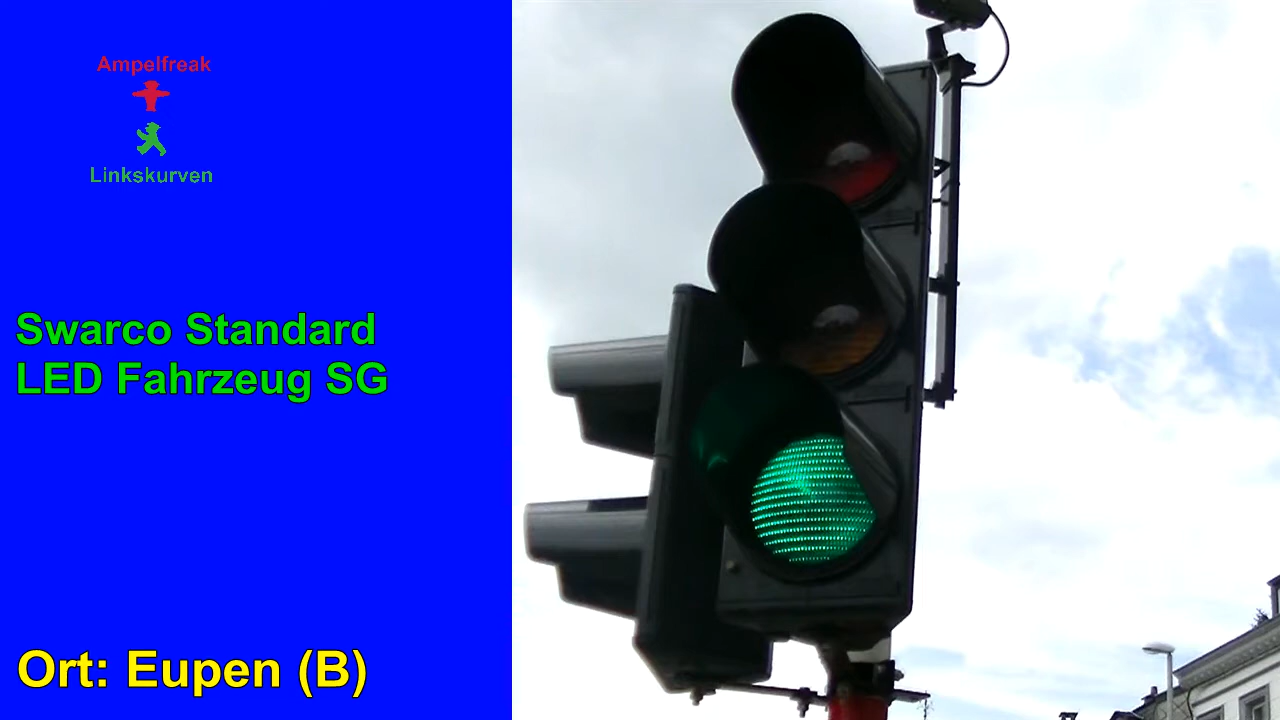 Ampelfreak
Linkskurven
Swarco Standard
LED Fahrzeug SG
Ort: Eupen (B)